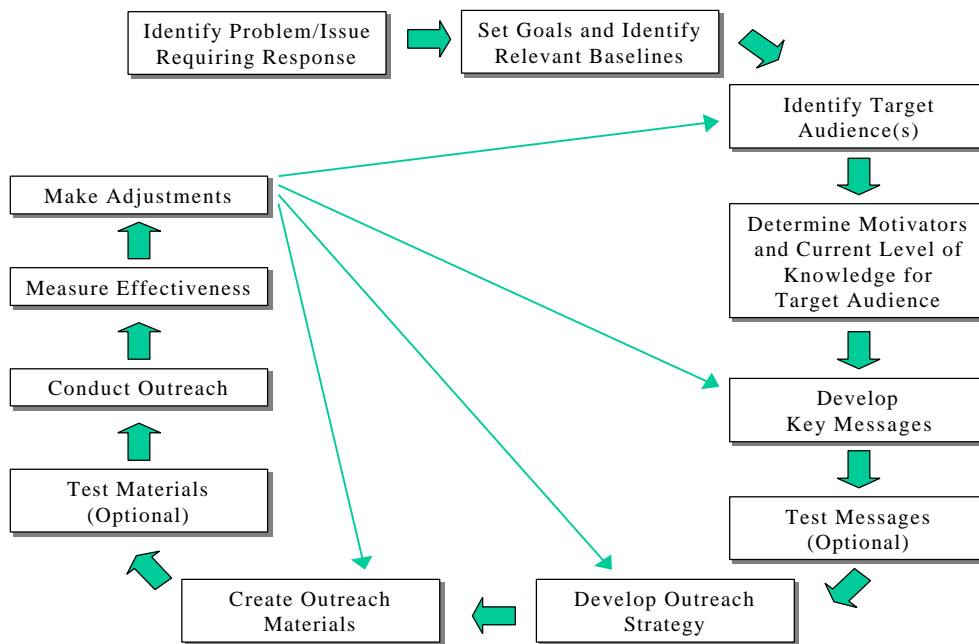 Identify Problem/Issue
Requiring Response
Set Goals and Identify
Relevant Baselines
Identify Target
Audience(s)
Determine Motivators
and Current Level of
Knowledge for
Target Audience
Develop
Key Messages
Test Messages
(Optional)
Develop Outreach
Strategy
Create Outreach
Materials
Test Materials
(Optional)
Conduct Outreach
Measure Effectiveness
Make Adjustments